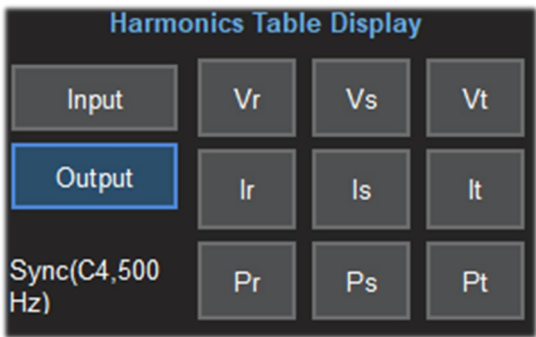 Harmonics Table Display
Input Vr Vs Vt
Output Ir Is It
Sync(C4,500
Hz)
Pr Ps Pt